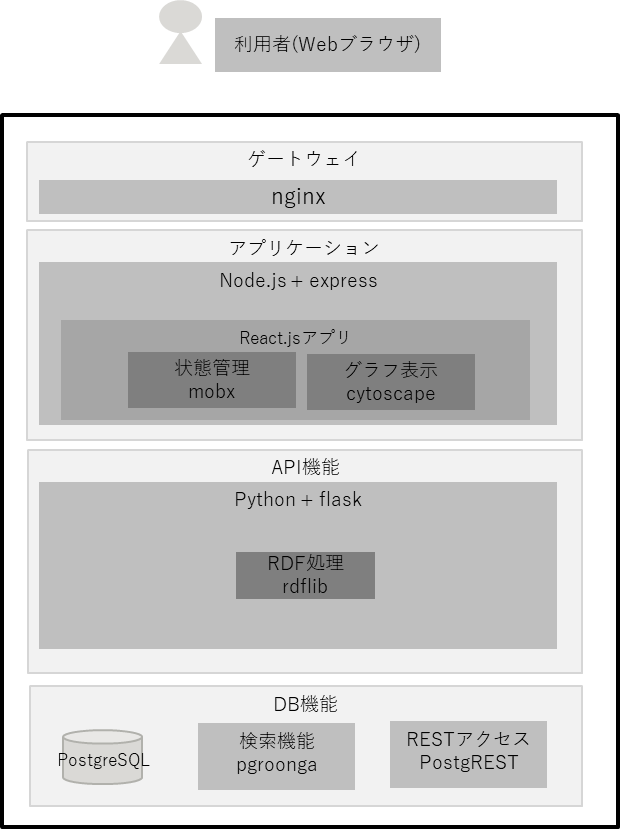 利用者(Webブラウザ)
ゲートウェイ
nginx
アプリケーション
Node.js + express
React.jsアプリ
状態管理
mobx
グラフ表示
cytoscape
API機能
Python + flask
RDF処理
rdflib
DB機能
PostgreSQL
検索機能
pgroonga
RESTアクセス
PostgREST